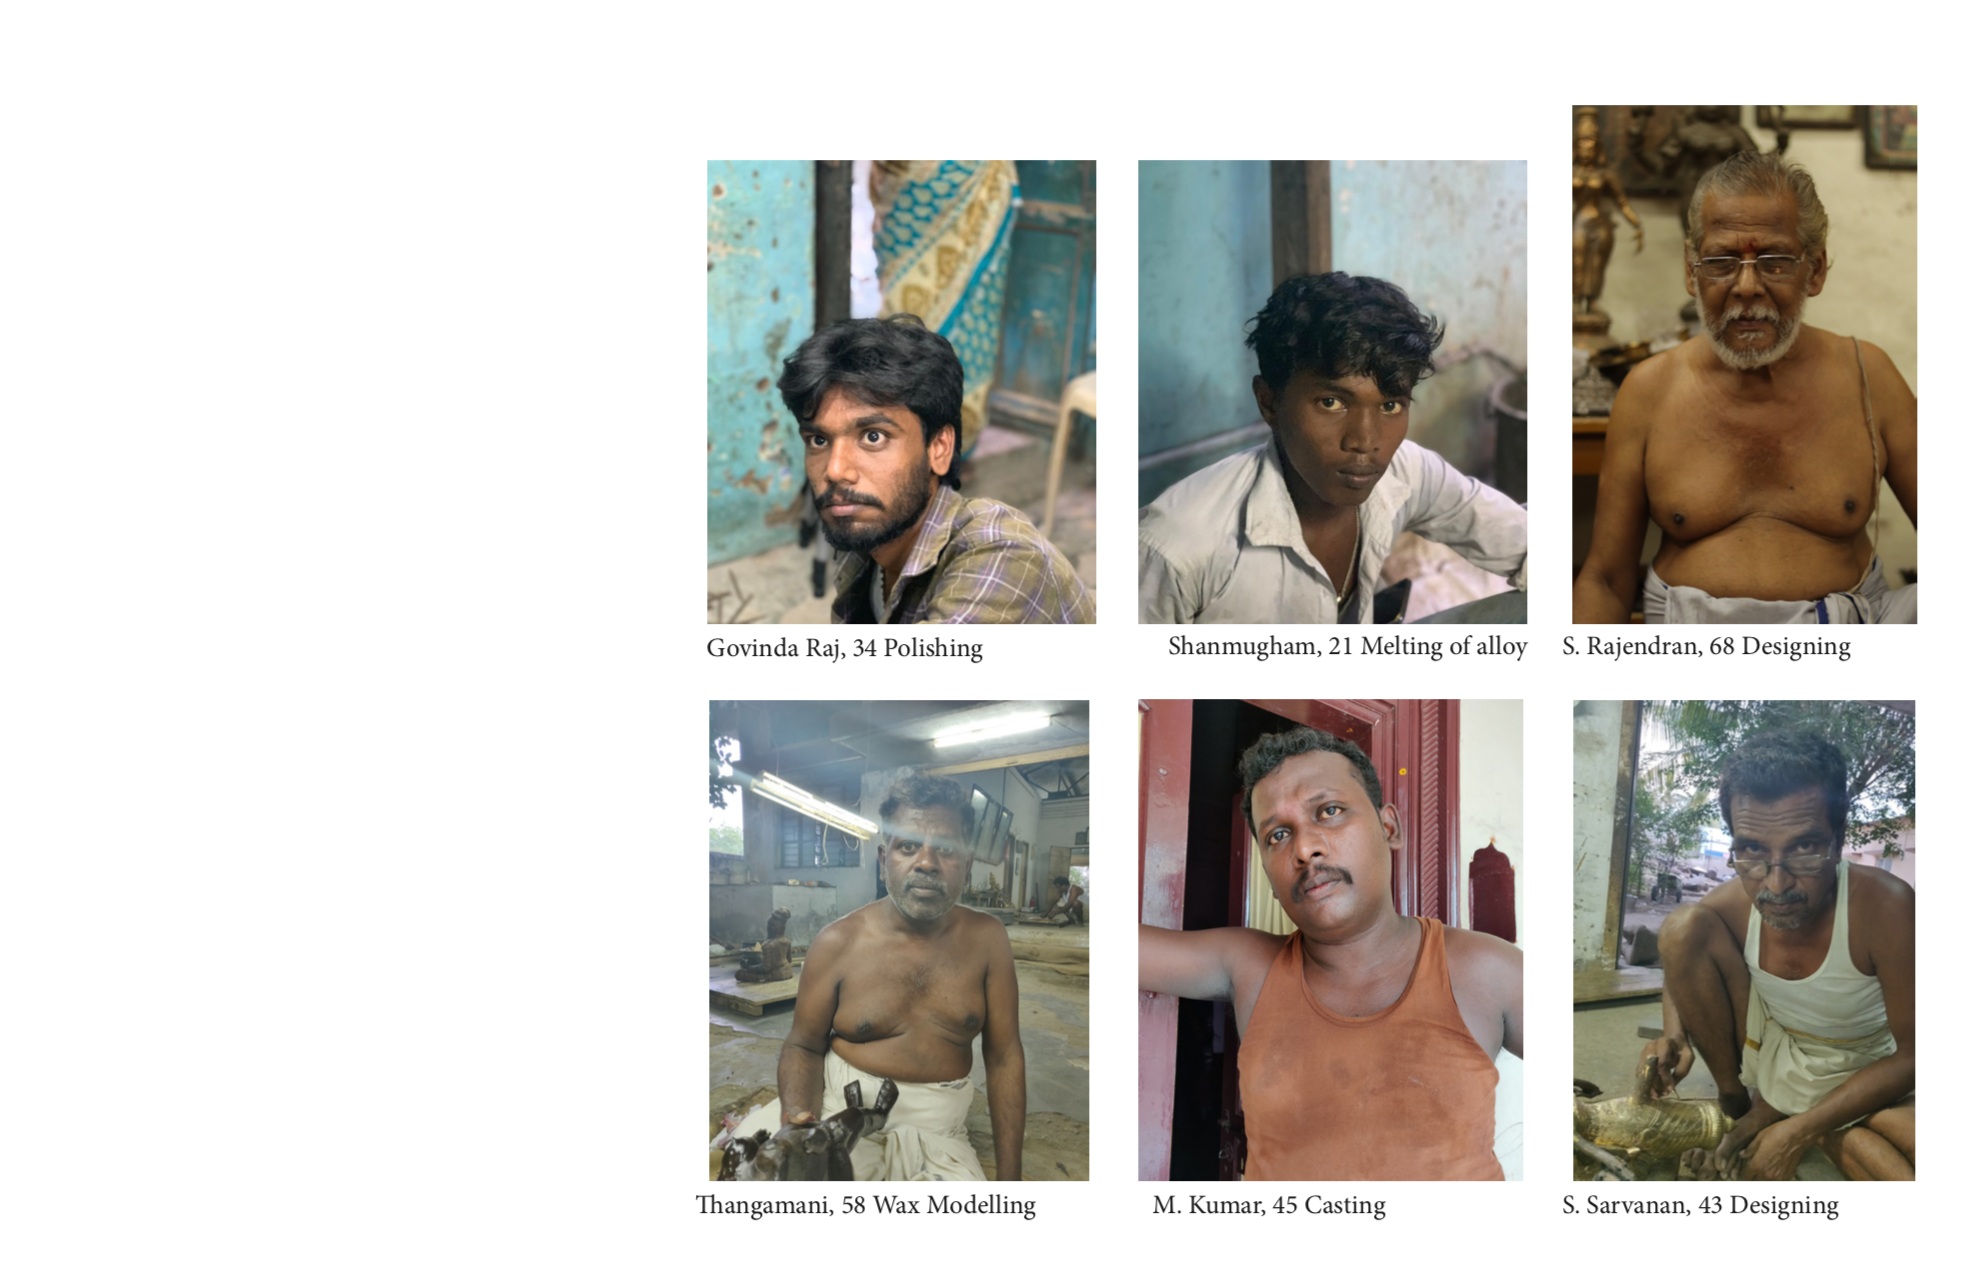 Govinda Raj, 34 Polishing
Shanmugham, 21 Melting of alloy
S. Rajendran, 68 Designing
Thangamani, 58 Wax Modelling
M. Kumar, 45 Casting
S. Sarvanan, 43 Designing